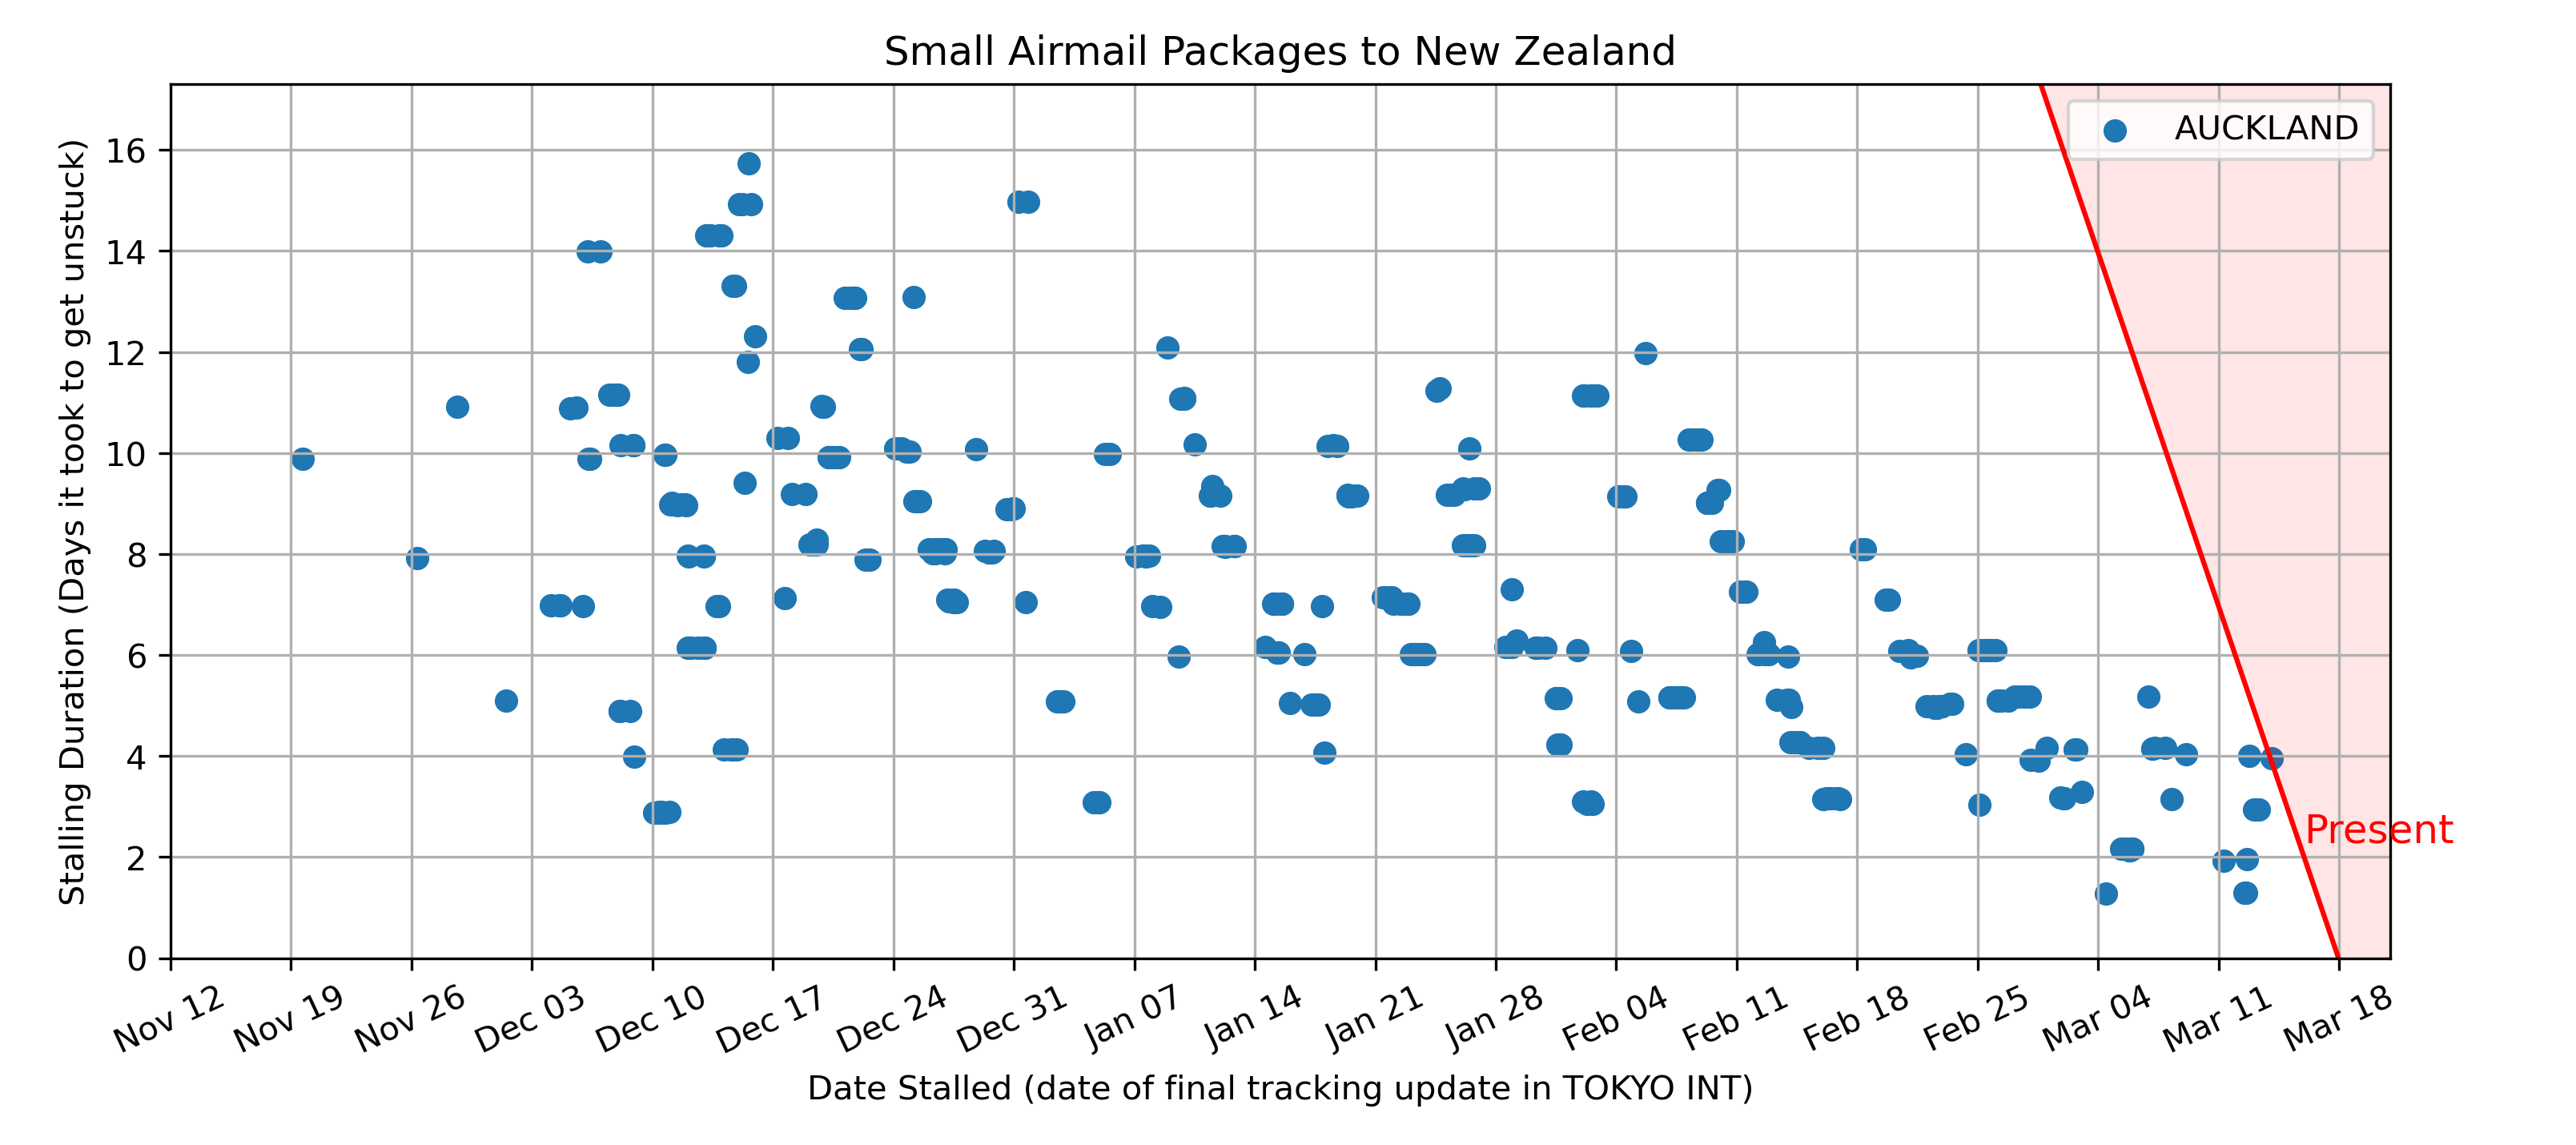 Small Airmail Packages to New Zealand
AUCKLAND
Stalling Duration (Days it took to get unstuck)
16
14
12
10
8
6
4
2
0
Present
Nov 12
Nov 19
Nov 26
Dec 03
Dec 10
Dec 17
Dec 24
Dec 31
Jan 07
Jan 14
Jan 21
Jan 28
Feb 04
Feb 11
Feb 18
Feb 25
Mar 04
Mar 11
Mar 18
Date Stalled (date of final tracking update in TOKYO INT)